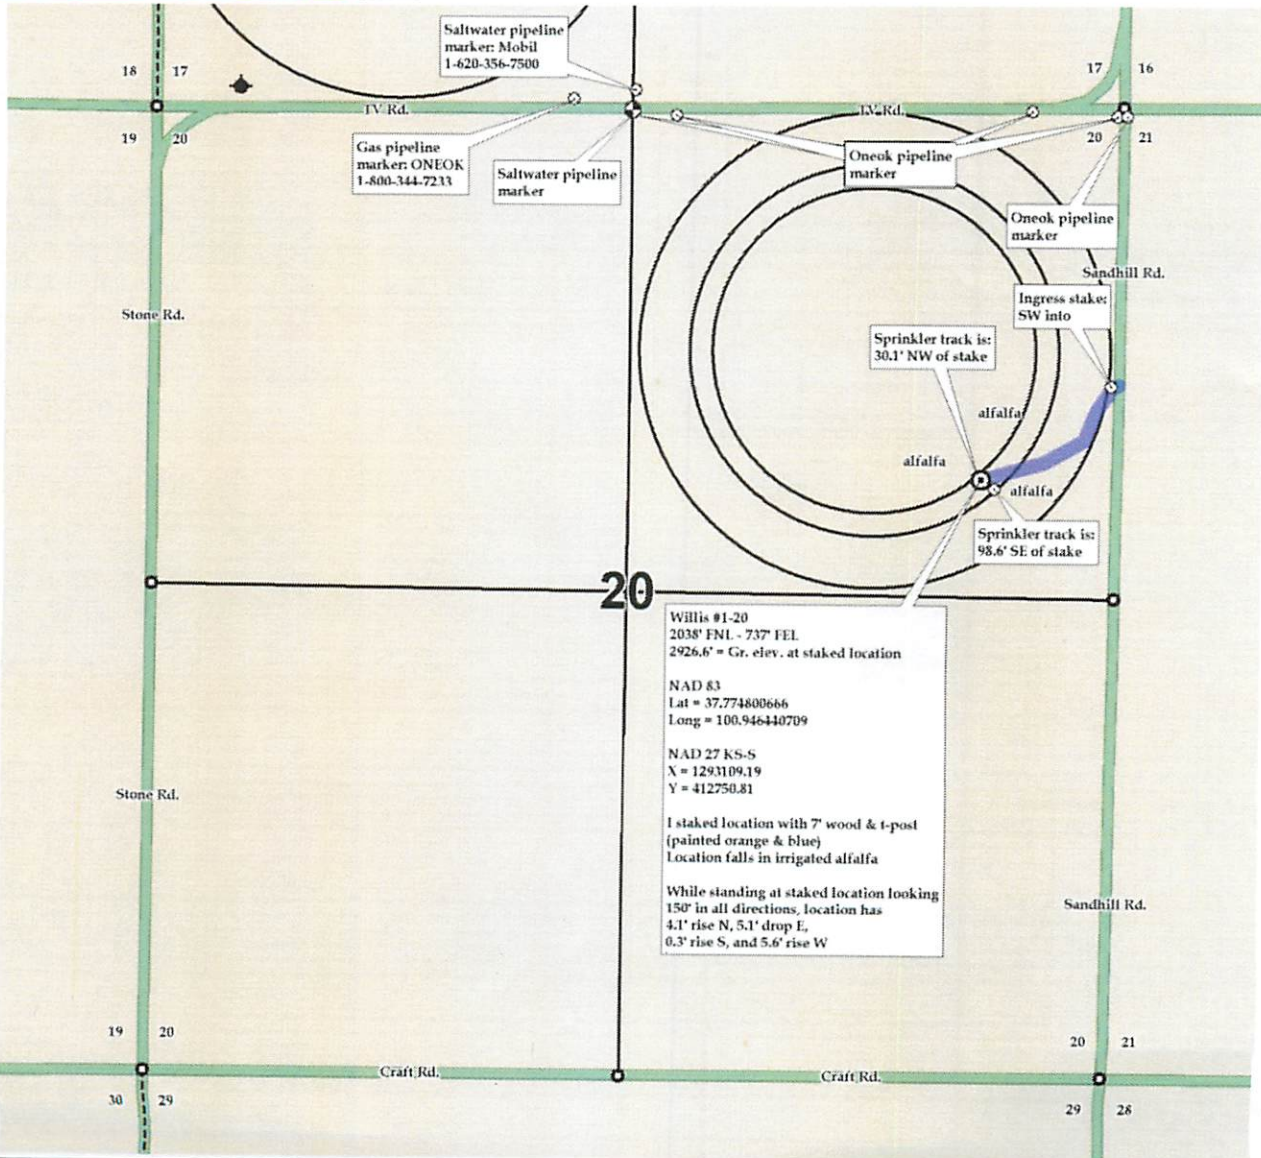 Saltwater pipeline
marker: Mobil
1-620-356-7500
18 17
17 16
TV Rd.
TV Rd.
19 20
20 21
Gas pipeline
marker: ONEOK
1-800-344-7233
Saltwater pipeline
marker
Oneok pipeline
marker
Oneok pipeline
marker
Sandhill Rd.
Ingress stake:
SW into
Stone Rd.
Sprinkler track is:
30.1' NW of stake
alfalfa
alfalfa
alfalfa
Sprinkler track is:
98.6' SE of stake
20
Willis #1-20
2038' FNL - 737' FEL
2926.6' = Gr. elev. at staked location
NAD 83
Lat = 37.774800666
Long = 100.946440709
NAD 27 KS-S
X = 1293109.19
Y = 412750.81
I staked location with 7' wood & t-post
(painted orange & blue)
Location falls in irrigated alfalfa
While standing at staked location looking
150' in all directions, location has
4.1' rise N, 5.1' drop E,
0.3' rise S, and 5.6' rise W
Stone Rd.
Sandhill Rd.
19 20
20 21
Craft Rd.
Craft Rd.
30 29
29 28